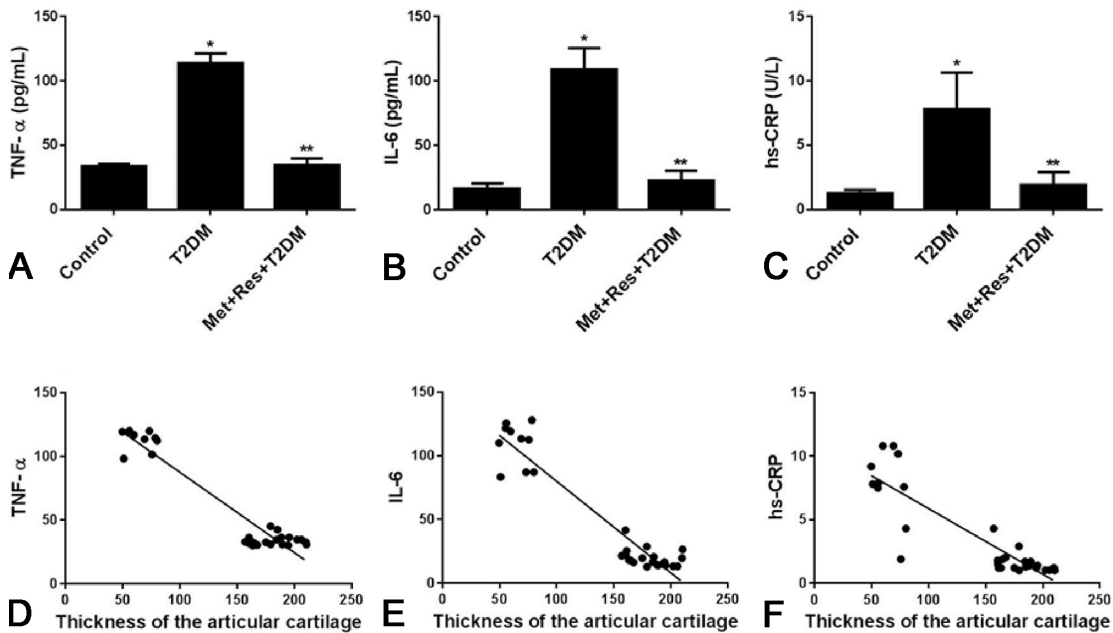 150
100
50
0
TNF- α (pg/mL)
*
**
Control
T2DM
Met+Res+T2DM
A
150
100
50
0
IL-6 (pg/mL)
*
**
Control
T2DM
Met+Res+T2DM
B
15
10
5
0
hs-CRP (U/L)
*
**
Control
T2DM
Met+Res+T2DM
C
150
100
50
0
TNF- α
0 50 100 150 200 250
Thickness of the articular cartilage
D
150
100
50
0
IL-6
0 50 100 150 200 250
Thickness of the articular cartilage
E
15
10
5
0
hs-CRP
0 50 100 150 200 250
Thickness of the articular cartilage
F